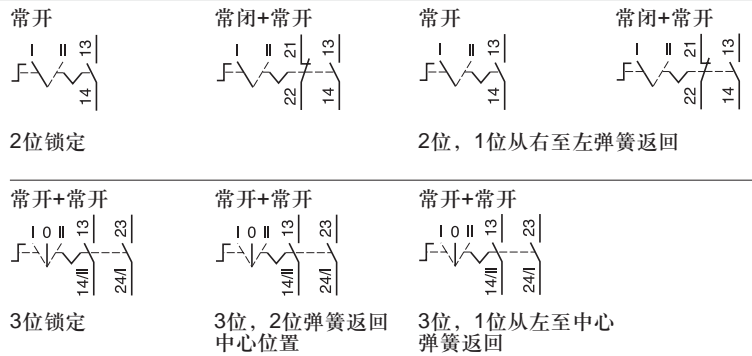 常开 常闭+常开 常开 常闭+常开
I II 13 I II 21 13 I II 13 I II 21 13
14 22 14 14 22 14
2位锁定 2位，1位从右至左弹簧返回
常开+常开 常开+常开 常开+常开
I 0 II 13 23 I 0 II 13 23 I 0 II 13 23
14/II 24/I 14/II 24/I 14/II 24/I
3位锁定 3位，2位弹簧返回 3位，1位从左至中心
中心位置 弹簧返回